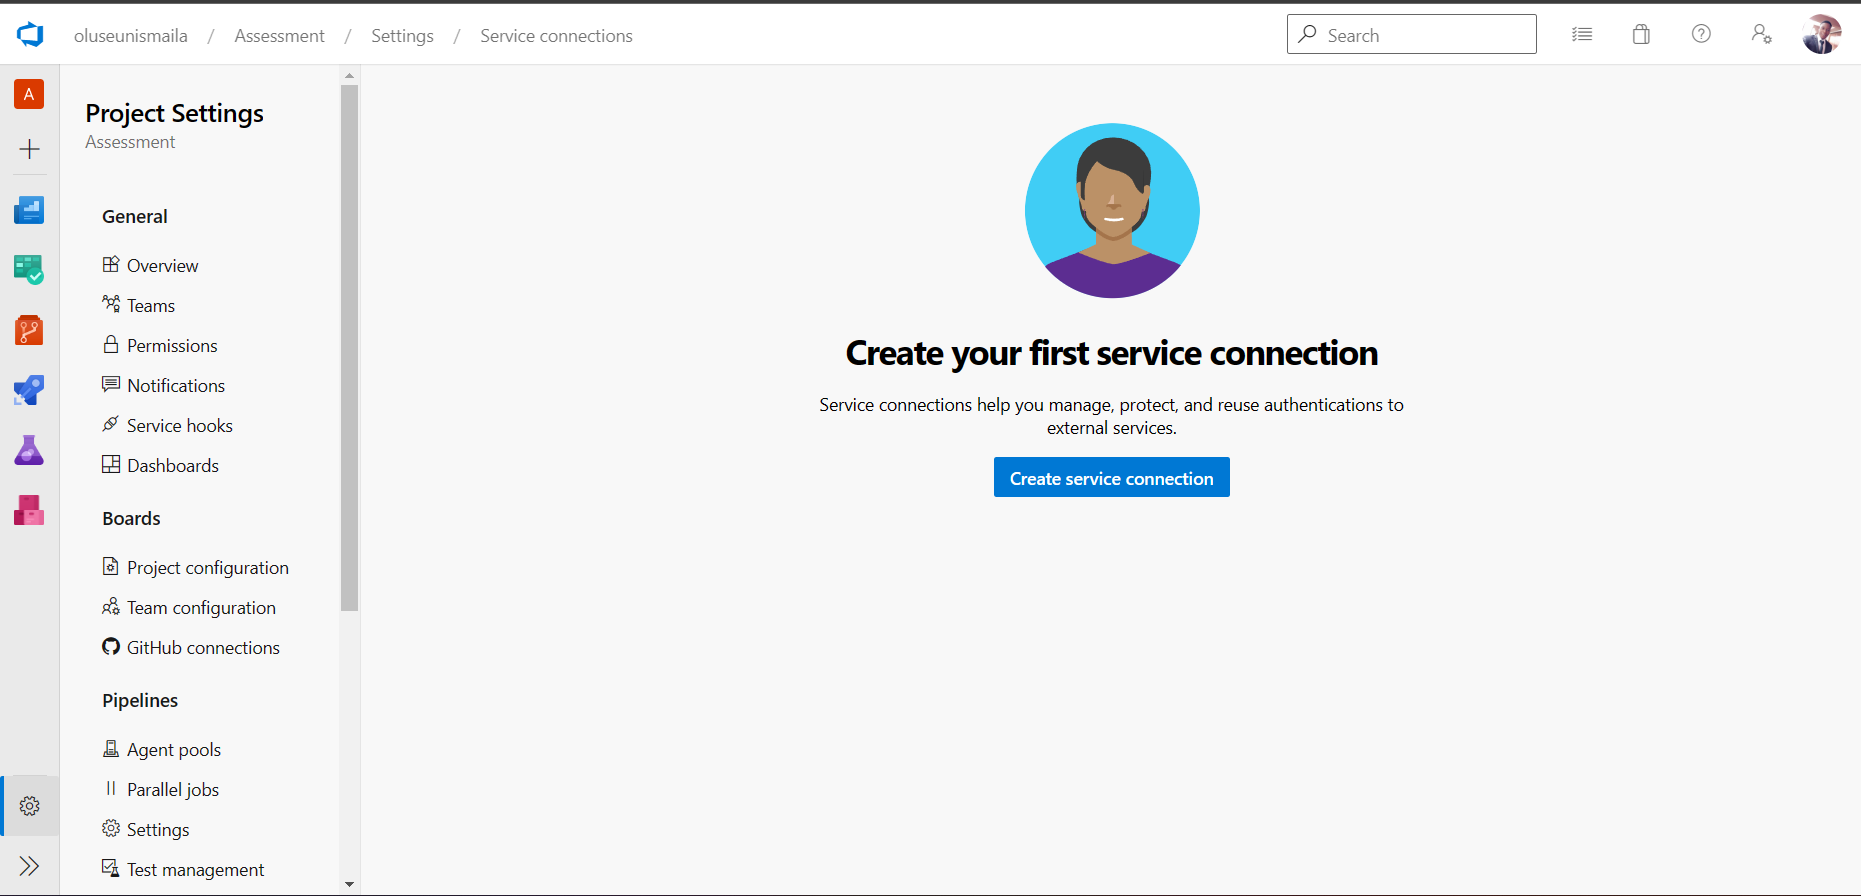 oluseunismaila / Assessment / Settings / Service connections
Search
A
Project Settings
Assessment
General
Overview
Teams
Permissions
Notifications
Service hooks
Dashboards
Boards
Project configuration
Team configuration
GitHub connections
Pipelines
Agent pools
Parallel jobs
Settings
Test management
Create your first service connection
Service connections help you manage, protect, and reuse authentications to
external services.
Create service connection